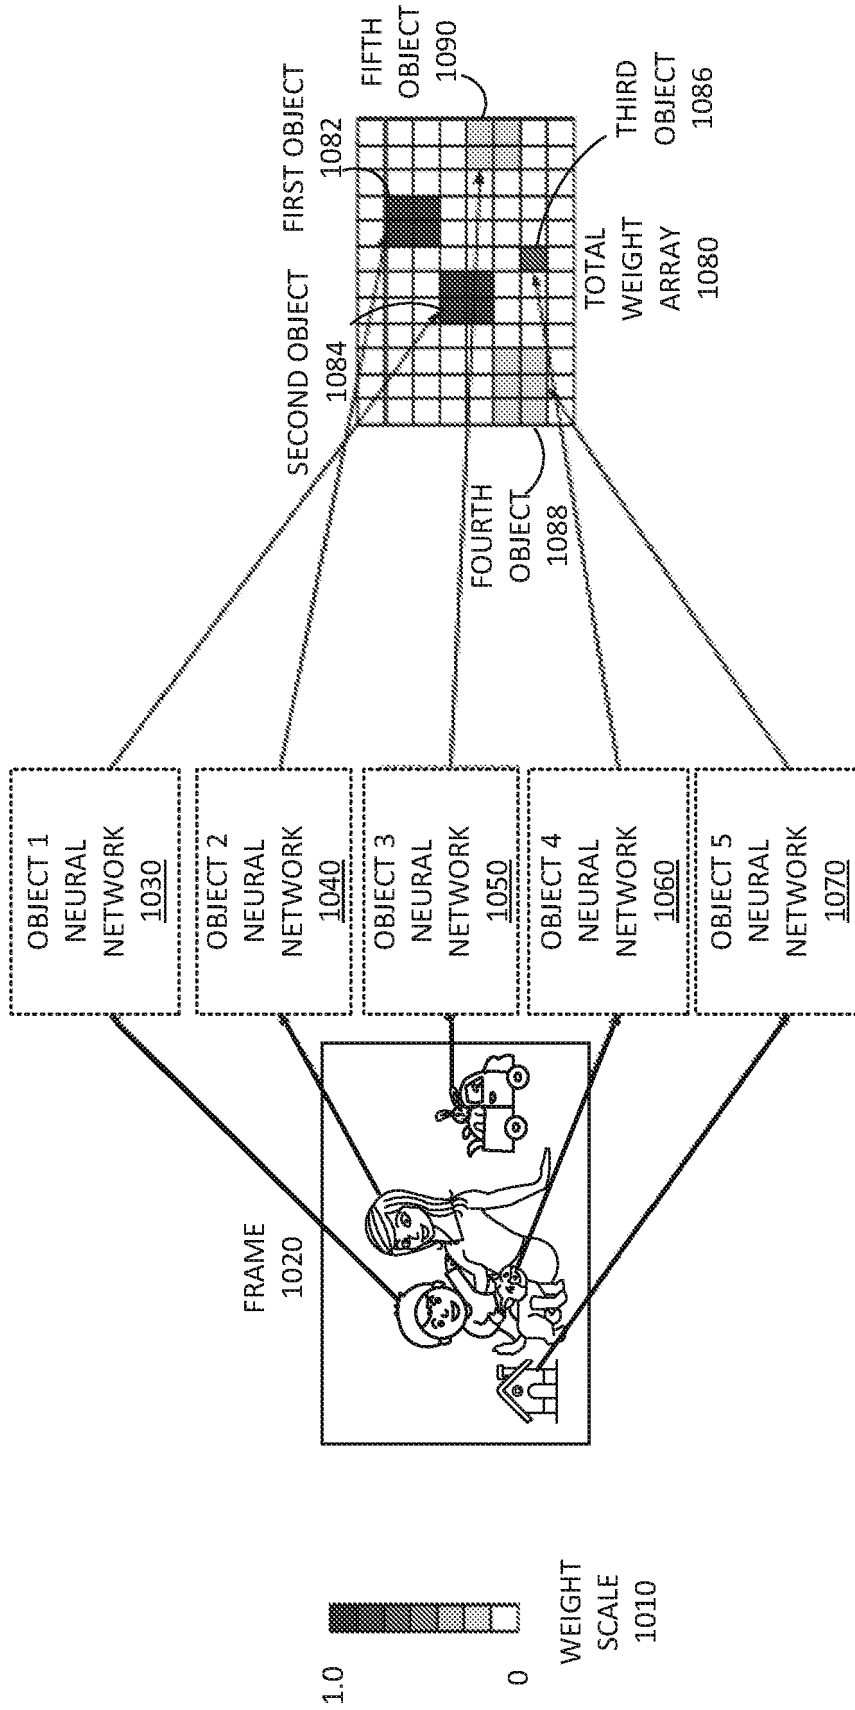 1.0
0
WEIGHT
SCALE
1010
FRAME
1020
OBJECT 1
NEURAL
NETWORK
1030
OBJECT 2
NEURAL
NETWORK
1040
OBJECT 3
NEURAL
NETWORK
1050
OBJECT 4
NEURAL
NETWORK
1060
OBJECT 5
NEURAL
NETWORK
1070
SECOND OBJECT
1084
FIRST OBJECT
1082
FIFTH
OBJECT
1090
FOURTH
OBJECT
1088
TOTAL
WEIGHT
ARRAY
1080
THIRD
OBJECT
1086